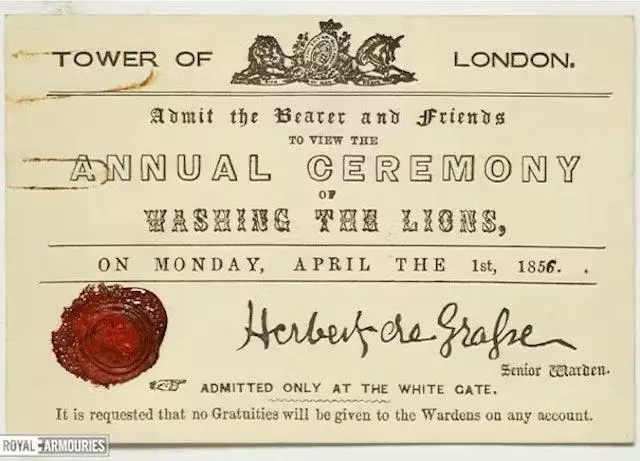 TOWER OF LONDON.
Admit the Bearer and Friends
TO VIEW THE
ANNUAL CEREMONY
OF
WASHING THE LIONS,
ON MONDAY, APRIL THE 1st, 1856. .
Herbert de Grasse
Senior Warden.
ADMITTED ONLY AT THE WHITE GATE.
It is requested that no Gratuities will be given to the Wardens on any account.
ROYAL ARMOURIES